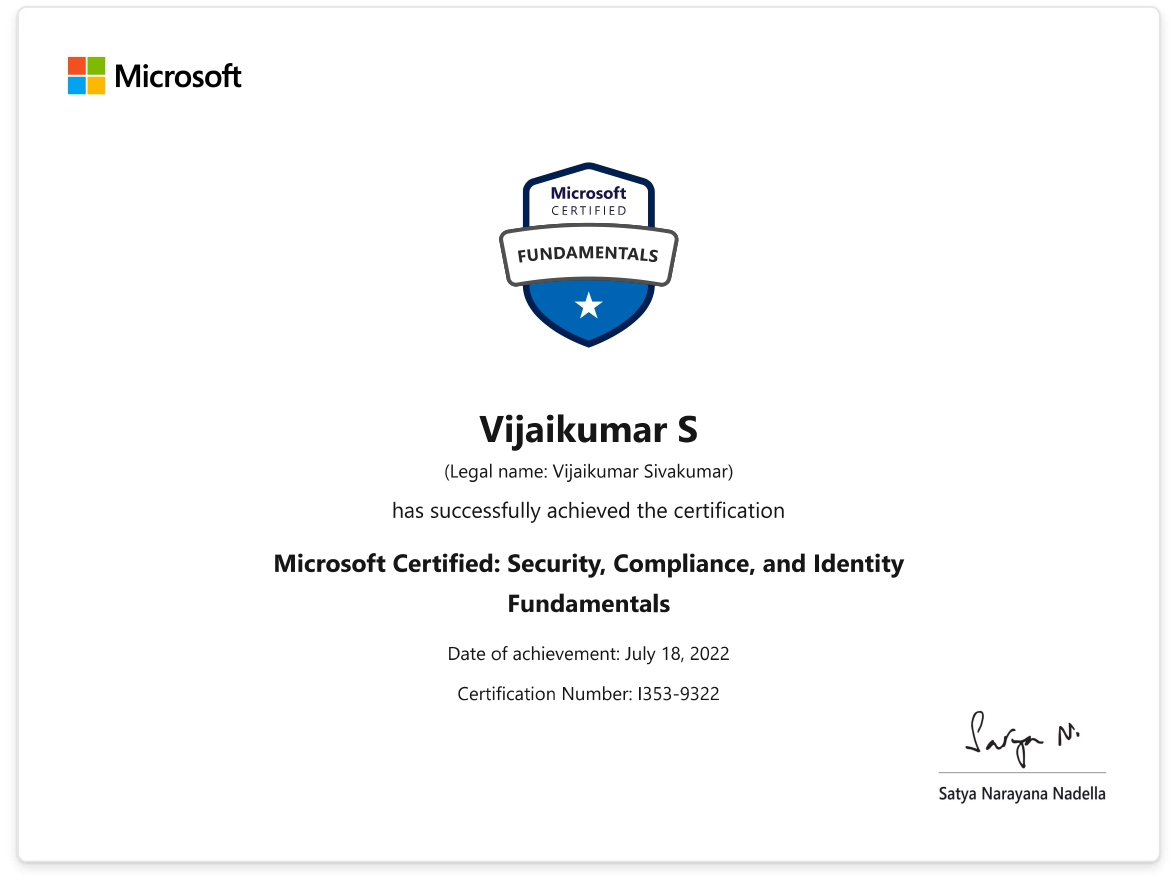 Microsoft
Microsoft
CERTIFIED
FUNDAMENTALS
Vijaikumar S
(Legal name: Vijaikumar Sivakumar)
has successfully achieved the certification
Microsoft Certified: Security, Compliance, and Identity
Fundamentals
Date of achievement: July 18, 2022
Certification Number: I353-9322
Satya N.
Satya Narayana Nadella